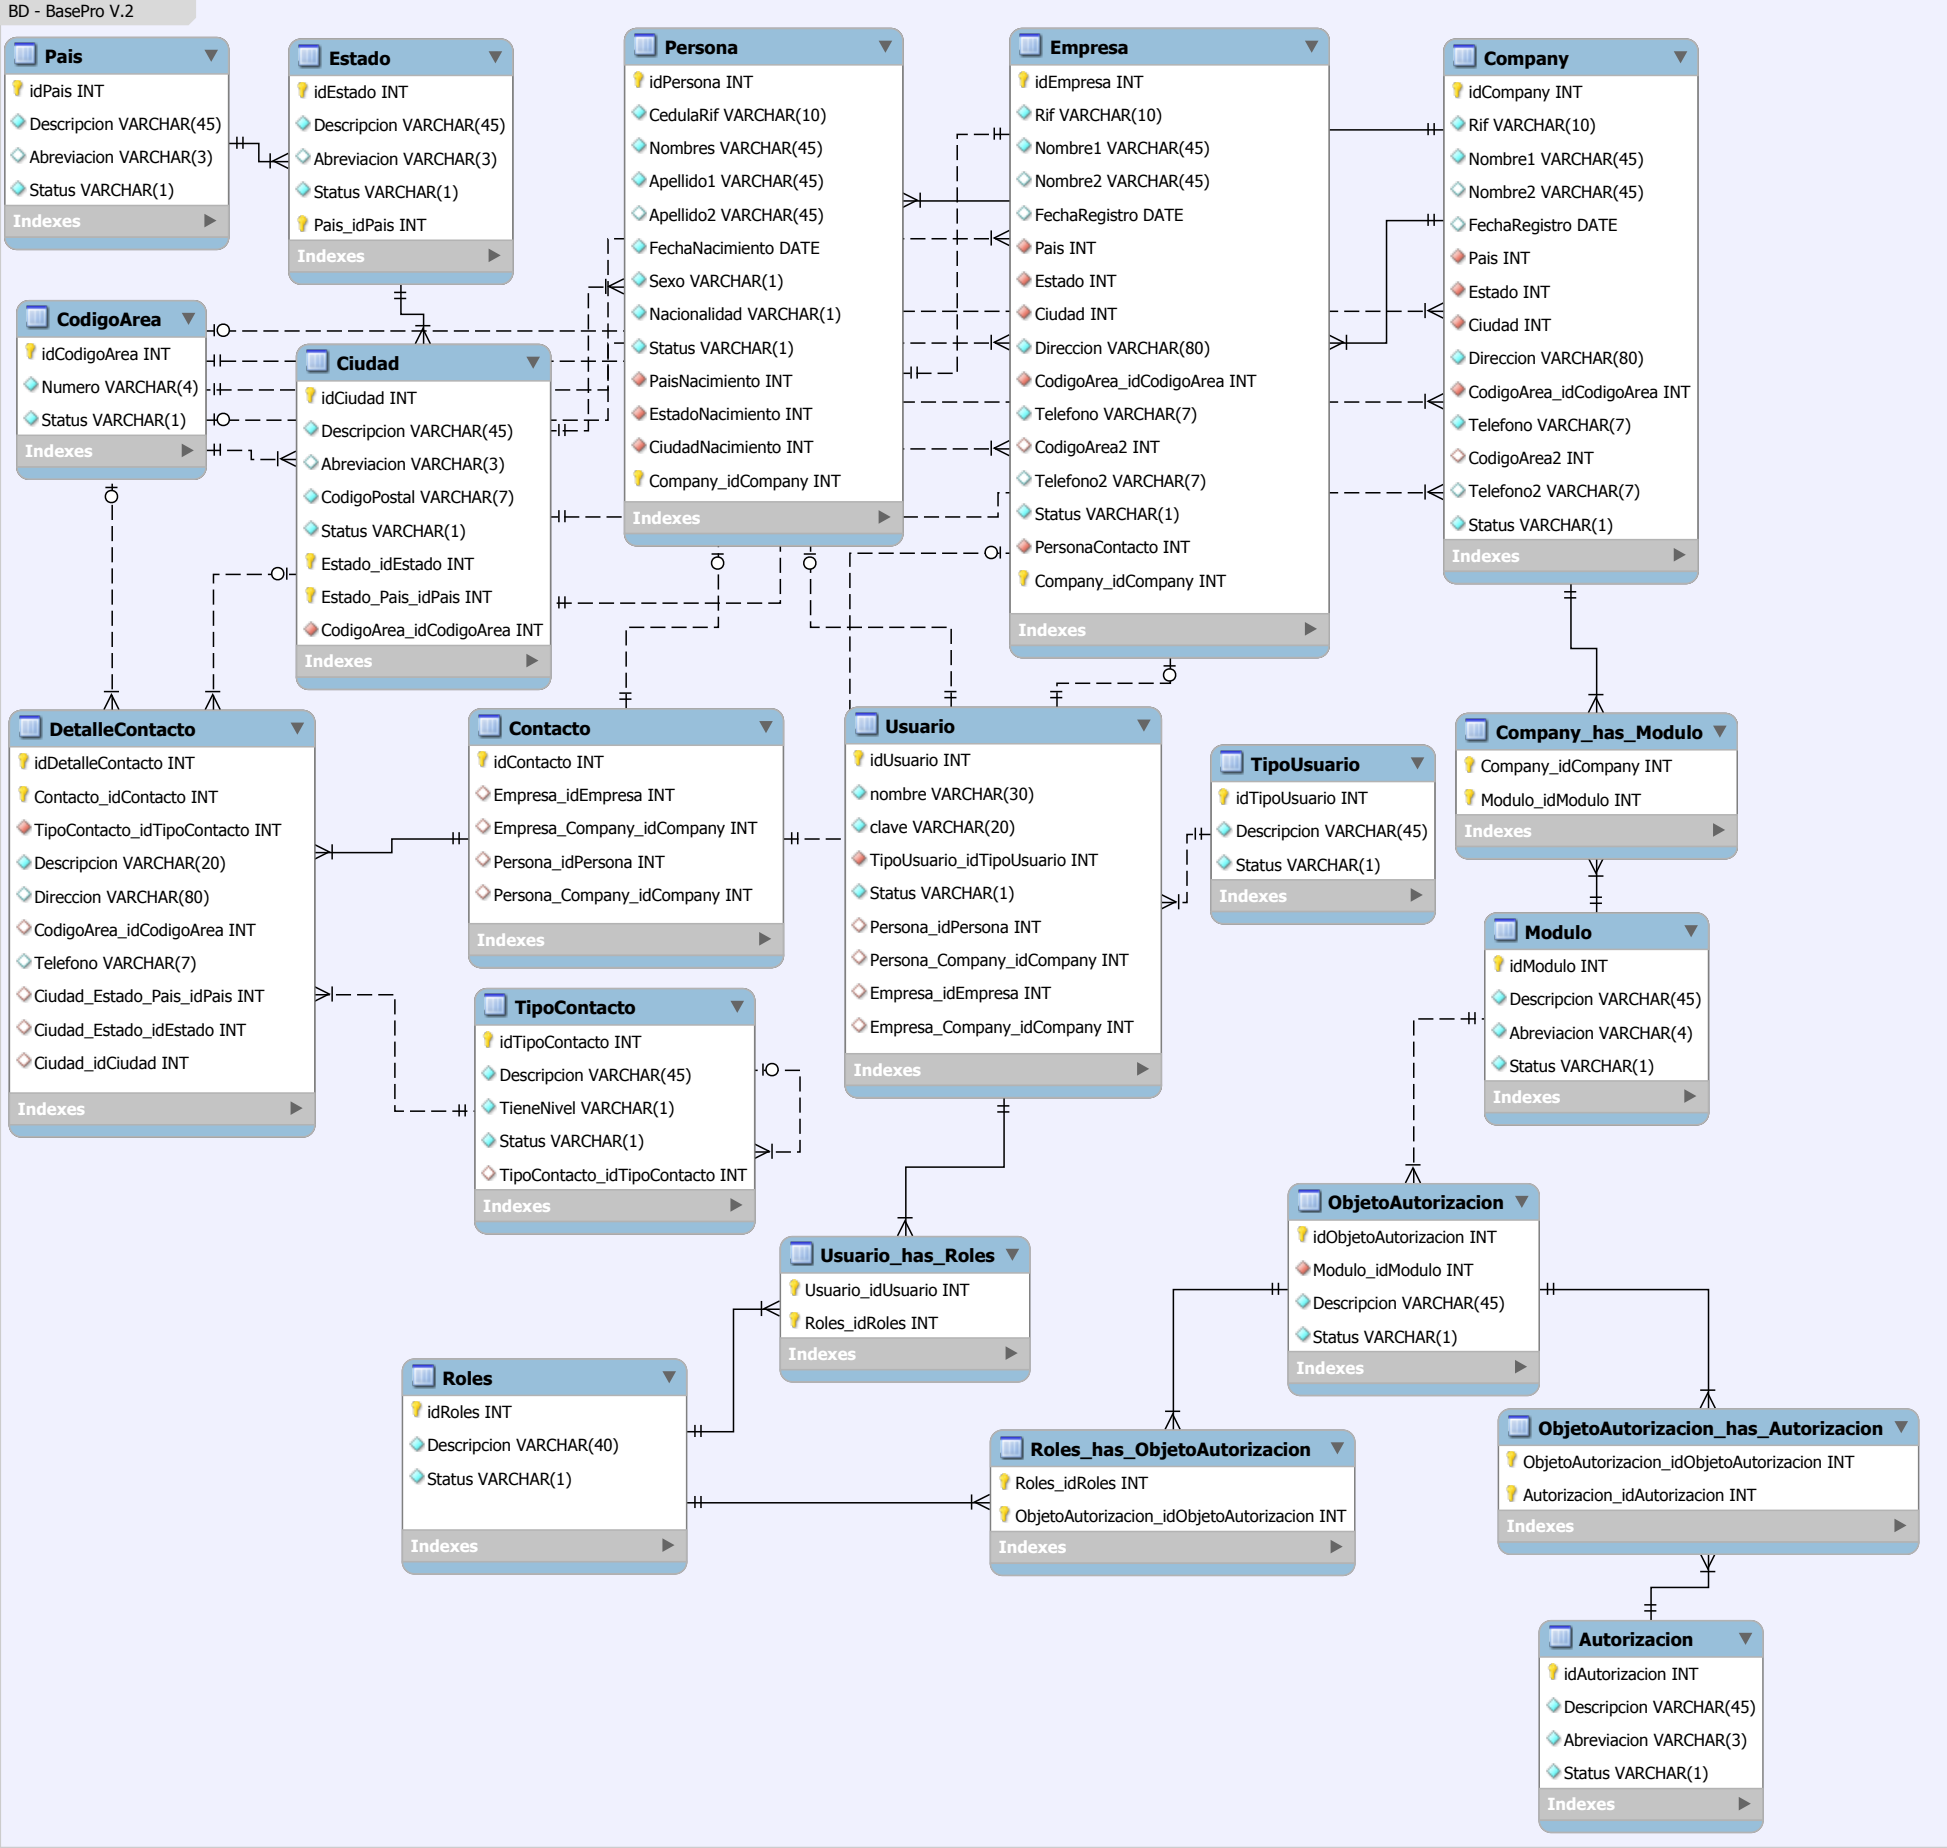 BD - BasePro V.2
Pais
idPais INT
Descripcion VARCHAR(45)
Abreviacion VARCHAR(3)
Status VARCHAR(1)
Indexes
Estado
idEstado INT
Descripcion VARCHAR(45)
Abreviacion VARCHAR(3)
Status VARCHAR(1)
Pais_idPais INT
Indexes
Persona
idPersona INT
CedulaRif VARCHAR(10)
Nombres VARCHAR(45)
Apellido1 VARCHAR(45)
Apellido2 VARCHAR(45)
FechaNacimiento DATE
Sexo VARCHAR(1)
Nacionalidad VARCHAR(1)
Status VARCHAR(1)
PaisNacimiento INT
EstadoNacimiento INT
CiudadNacimiento INT
Company_idCompany INT
Indexes
Empresa
idEmpresa INT
Rif VARCHAR(10)
Nombre1 VARCHAR(45)
Nombre2 VARCHAR(45)
FechaRegistro DATE
Pais INT
Estado INT
Ciudad INT
Direccion VARCHAR(80)
CodigoArea_idCodigoArea INT
Telefono VARCHAR(7)
CodigoArea2 INT
Telefono2 VARCHAR(7)
Status VARCHAR(1)
PersonaContacto INT
Company_idCompany INT
Indexes
Company
idCompany INT
Rif VARCHAR(10)
Nombre1 VARCHAR(45)
Nombre2 VARCHAR(45)
FechaRegistro DATE
Pais INT
Estado INT
Ciudad INT
Direccion VARCHAR(80)
CodigoArea_idCodigoArea INT
Telefono VARCHAR(7)
CodigoArea2 INT
Telefono2 VARCHAR(7)
Status VARCHAR(1)
Indexes
CodigoArea
idCodigoArea INT
Numero VARCHAR(4)
Status VARCHAR(1)
Indexes
Ciudad
idCiudad INT
Descripcion VARCHAR(45)
Abreviacion VARCHAR(3)
CodigoPostal VARCHAR(7)
Status VARCHAR(1)
Estado_idEstado INT
Estado_Pais_idPais INT
CodigoArea_idCodigoArea INT
Indexes
DetalleContacto
idDetalleContacto INT
Contacto_idContacto INT
TipoContacto_idTipoContacto INT
Descripcion VARCHAR(20)
Direccion VARCHAR(80)
CodigoArea_idCodigoArea INT
Telefono VARCHAR(7)
Ciudad_Estado_Pais_idPais INT
Ciudad_Estado_idEstado INT
Ciudad_idCiudad INT
Indexes
Contacto
idContacto INT
Empresa_idEmpresa INT
Empresa_Company_idCompany INT
Persona_idPersona INT
Persona_Company_idCompany INT
Indexes
Usuario
idUsuario INT
nombre VARCHAR(30)
clave VARCHAR(20)
TipoUsuario_idTipoUsuario INT
Status VARCHAR(1)
Persona_idPersona INT
Persona_Company_idCompany INT
Empresa_idEmpresa INT
Empresa_Company_idCompany INT
Indexes
TipoUsuario
idTipoUsuario INT
Descripcion VARCHAR(45)
Status VARCHAR(1)
Indexes
Company_has_Modulo
Company_idCompany INT
Modulo_idModulo INT
Indexes
Modulo
idModulo INT
Descripcion VARCHAR(45)
Abreviacion VARCHAR(4)
Status VARCHAR(1)
Indexes
TipoContacto
idTipoContacto INT
Descripcion VARCHAR(45)
TieneNivel VARCHAR(1)
Status VARCHAR(1)
TipoContacto_idTipoContacto INT
Indexes
ObjetoAutorizacion
idObjetoAutorizacion INT
Modulo_idModulo INT
Descripcion VARCHAR(45)
Status VARCHAR(1)
Indexes
Usuario_has_Roles
Usuario_idUsuario INT
Roles_idRoles INT
Indexes
Roles
idRoles INT
Descripcion VARCHAR(40)
Status VARCHAR(1)
Indexes
Roles_has_ObjetoAutorizacion
Roles_idRoles INT
ObjetoAutorizacion_idObjetoAutorizacion INT
Indexes
ObjetoAutorizacion_has_Autorizacion
ObjetoAutorizacion_idObjetoAutorizacion INT
Autorizacion_idAutorizacion INT
Indexes
Autorizacion
idAutorizacion INT
Descripcion VARCHAR(45)
Abreviacion VARCHAR(3)
Status VARCHAR(1)
Indexes